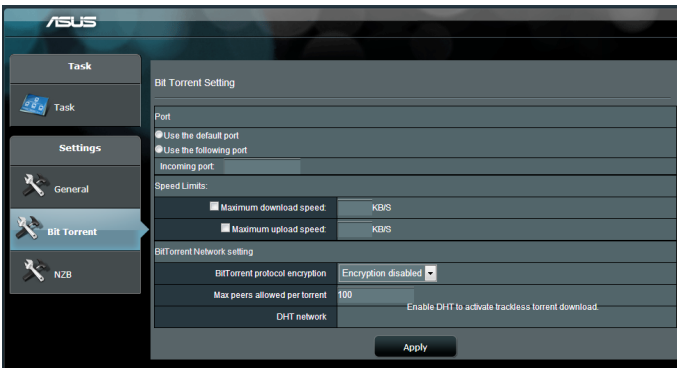 ASUS
Task
Task
Settings
General
Bit Torrent
NZB
Bit Torrent Setting
Port
Use the default port
Use the following port
Incoming port:
Speed Limits:
Maximum download speed: KB/S
Maximum upload speed: KB/S
BitTorrent Network setting
BitTorrent protocol encryption Encryption disabled
Max peers allowed per torrent 100
Enable DHT to activate trackless torrent download.
DHT network
Apply